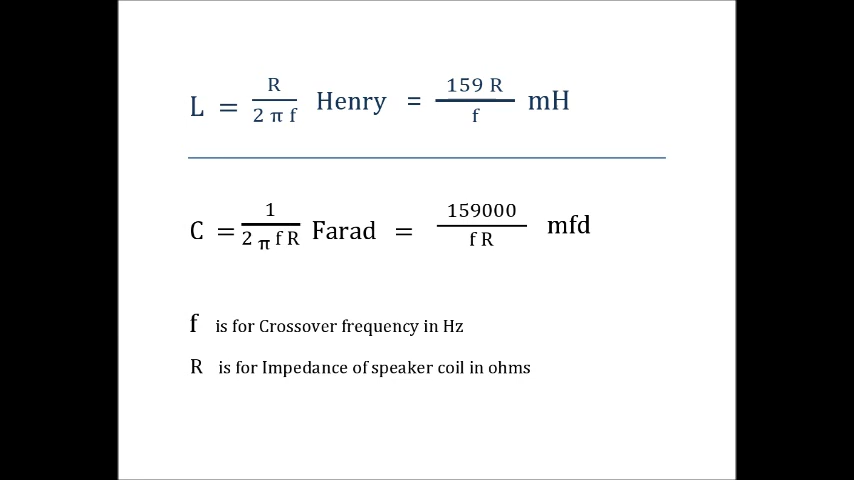 L = R / 2 π f Henry = 159 R / f mH
C = 1 / 2 π f R Farad = 159000 / f R mfd
f is for Crossover frequency in Hz
R is for Impedance of speaker coil in ohms